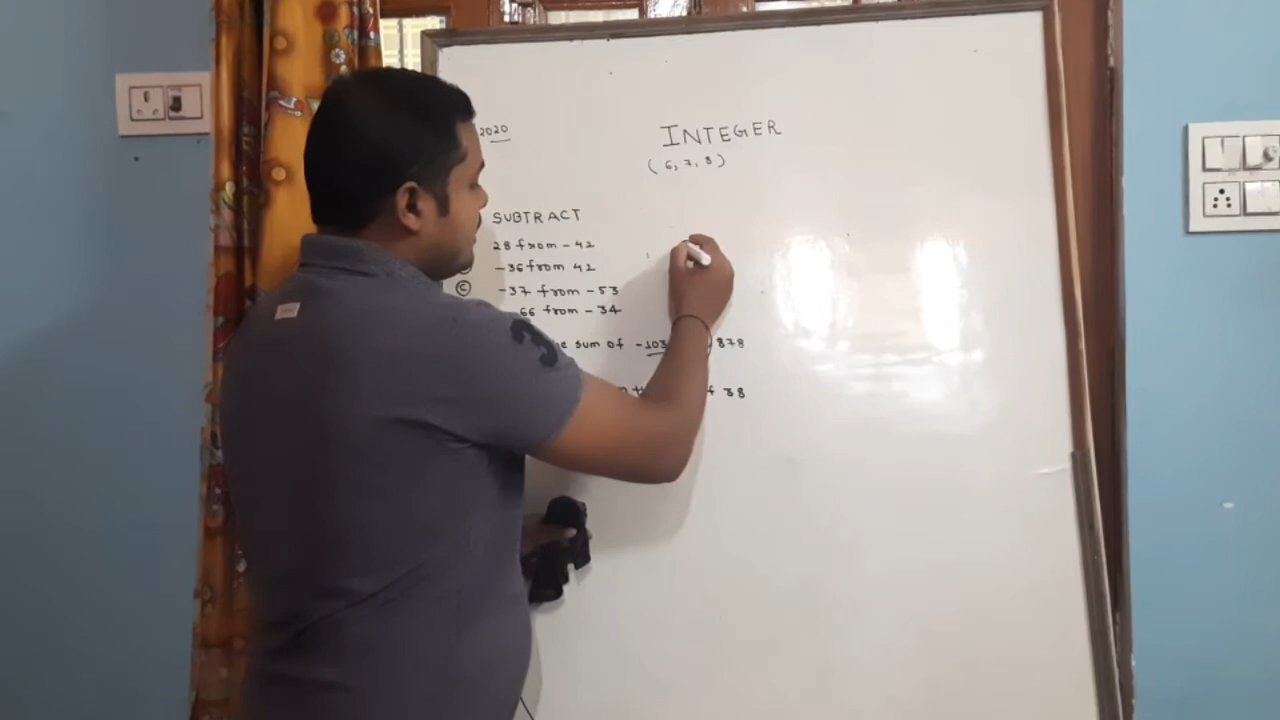 2020
INTEGER
(6, 7, 8)
SUBTRACT
28 from - 42
-36 from 42
(C) -37 from - 53
66 from - 34
sum of -103 878
38
3